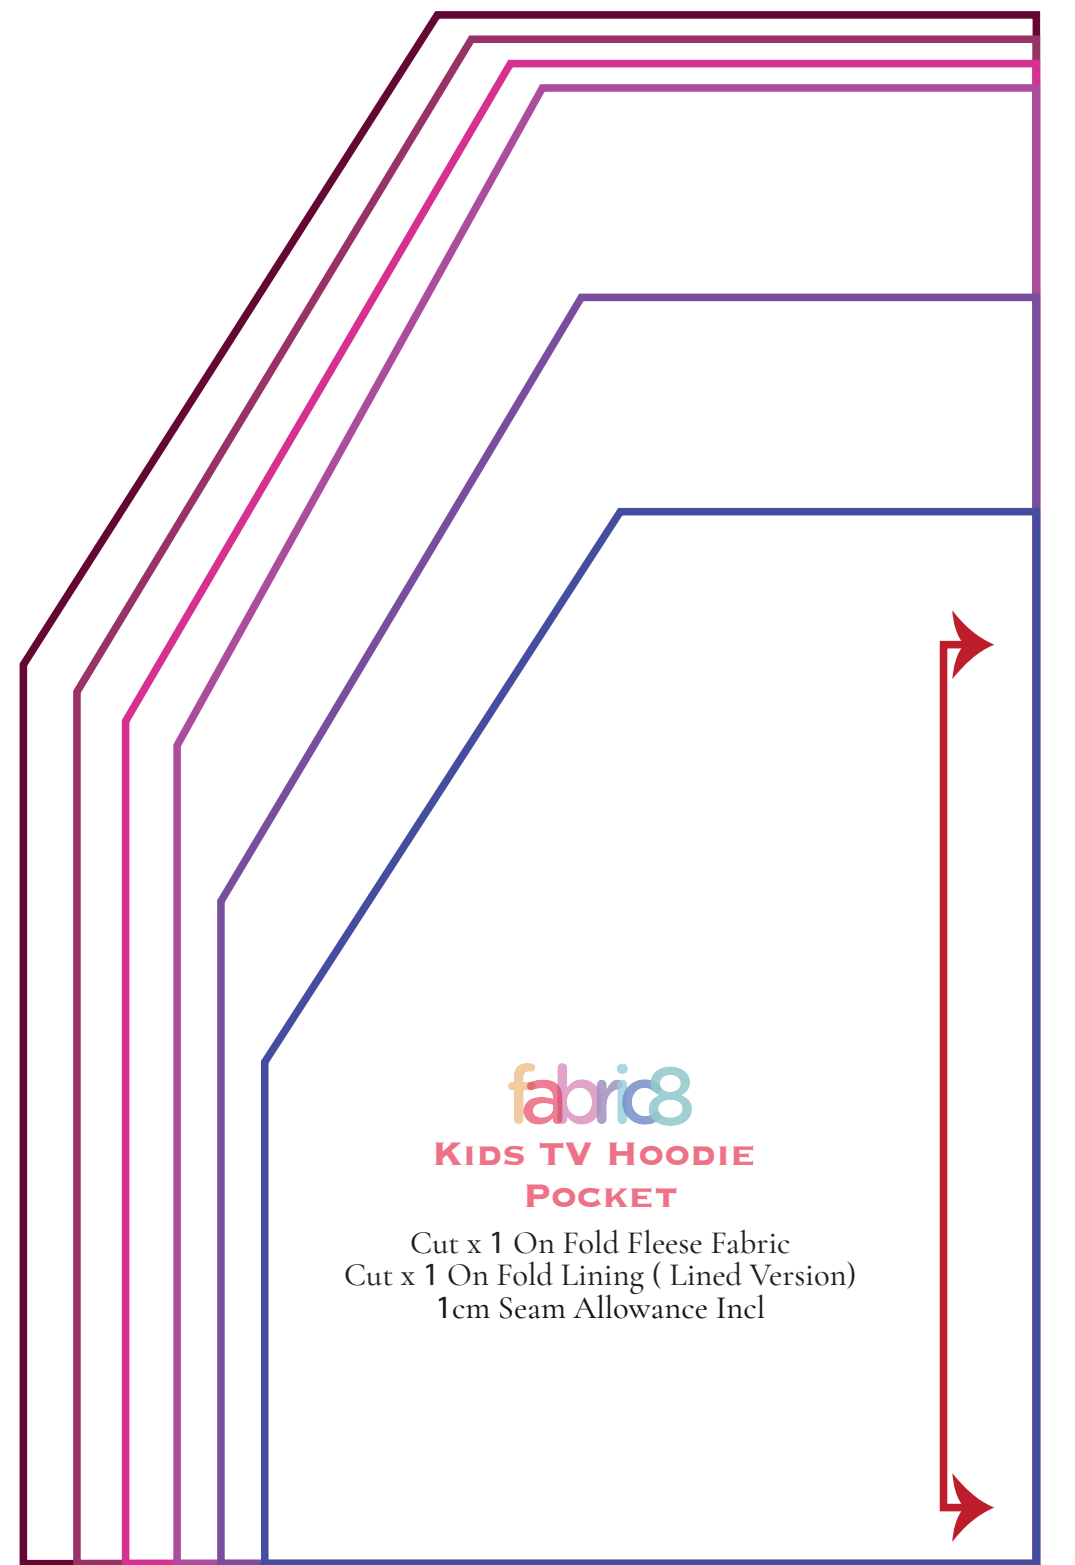 fabric8
Kids TV Hoodie
Pocket
Cut x 1 On Fold Fleese Fabric
Cut x 1 On Fold Lining ( Lined Version)
1cm Seam Allowance Incl